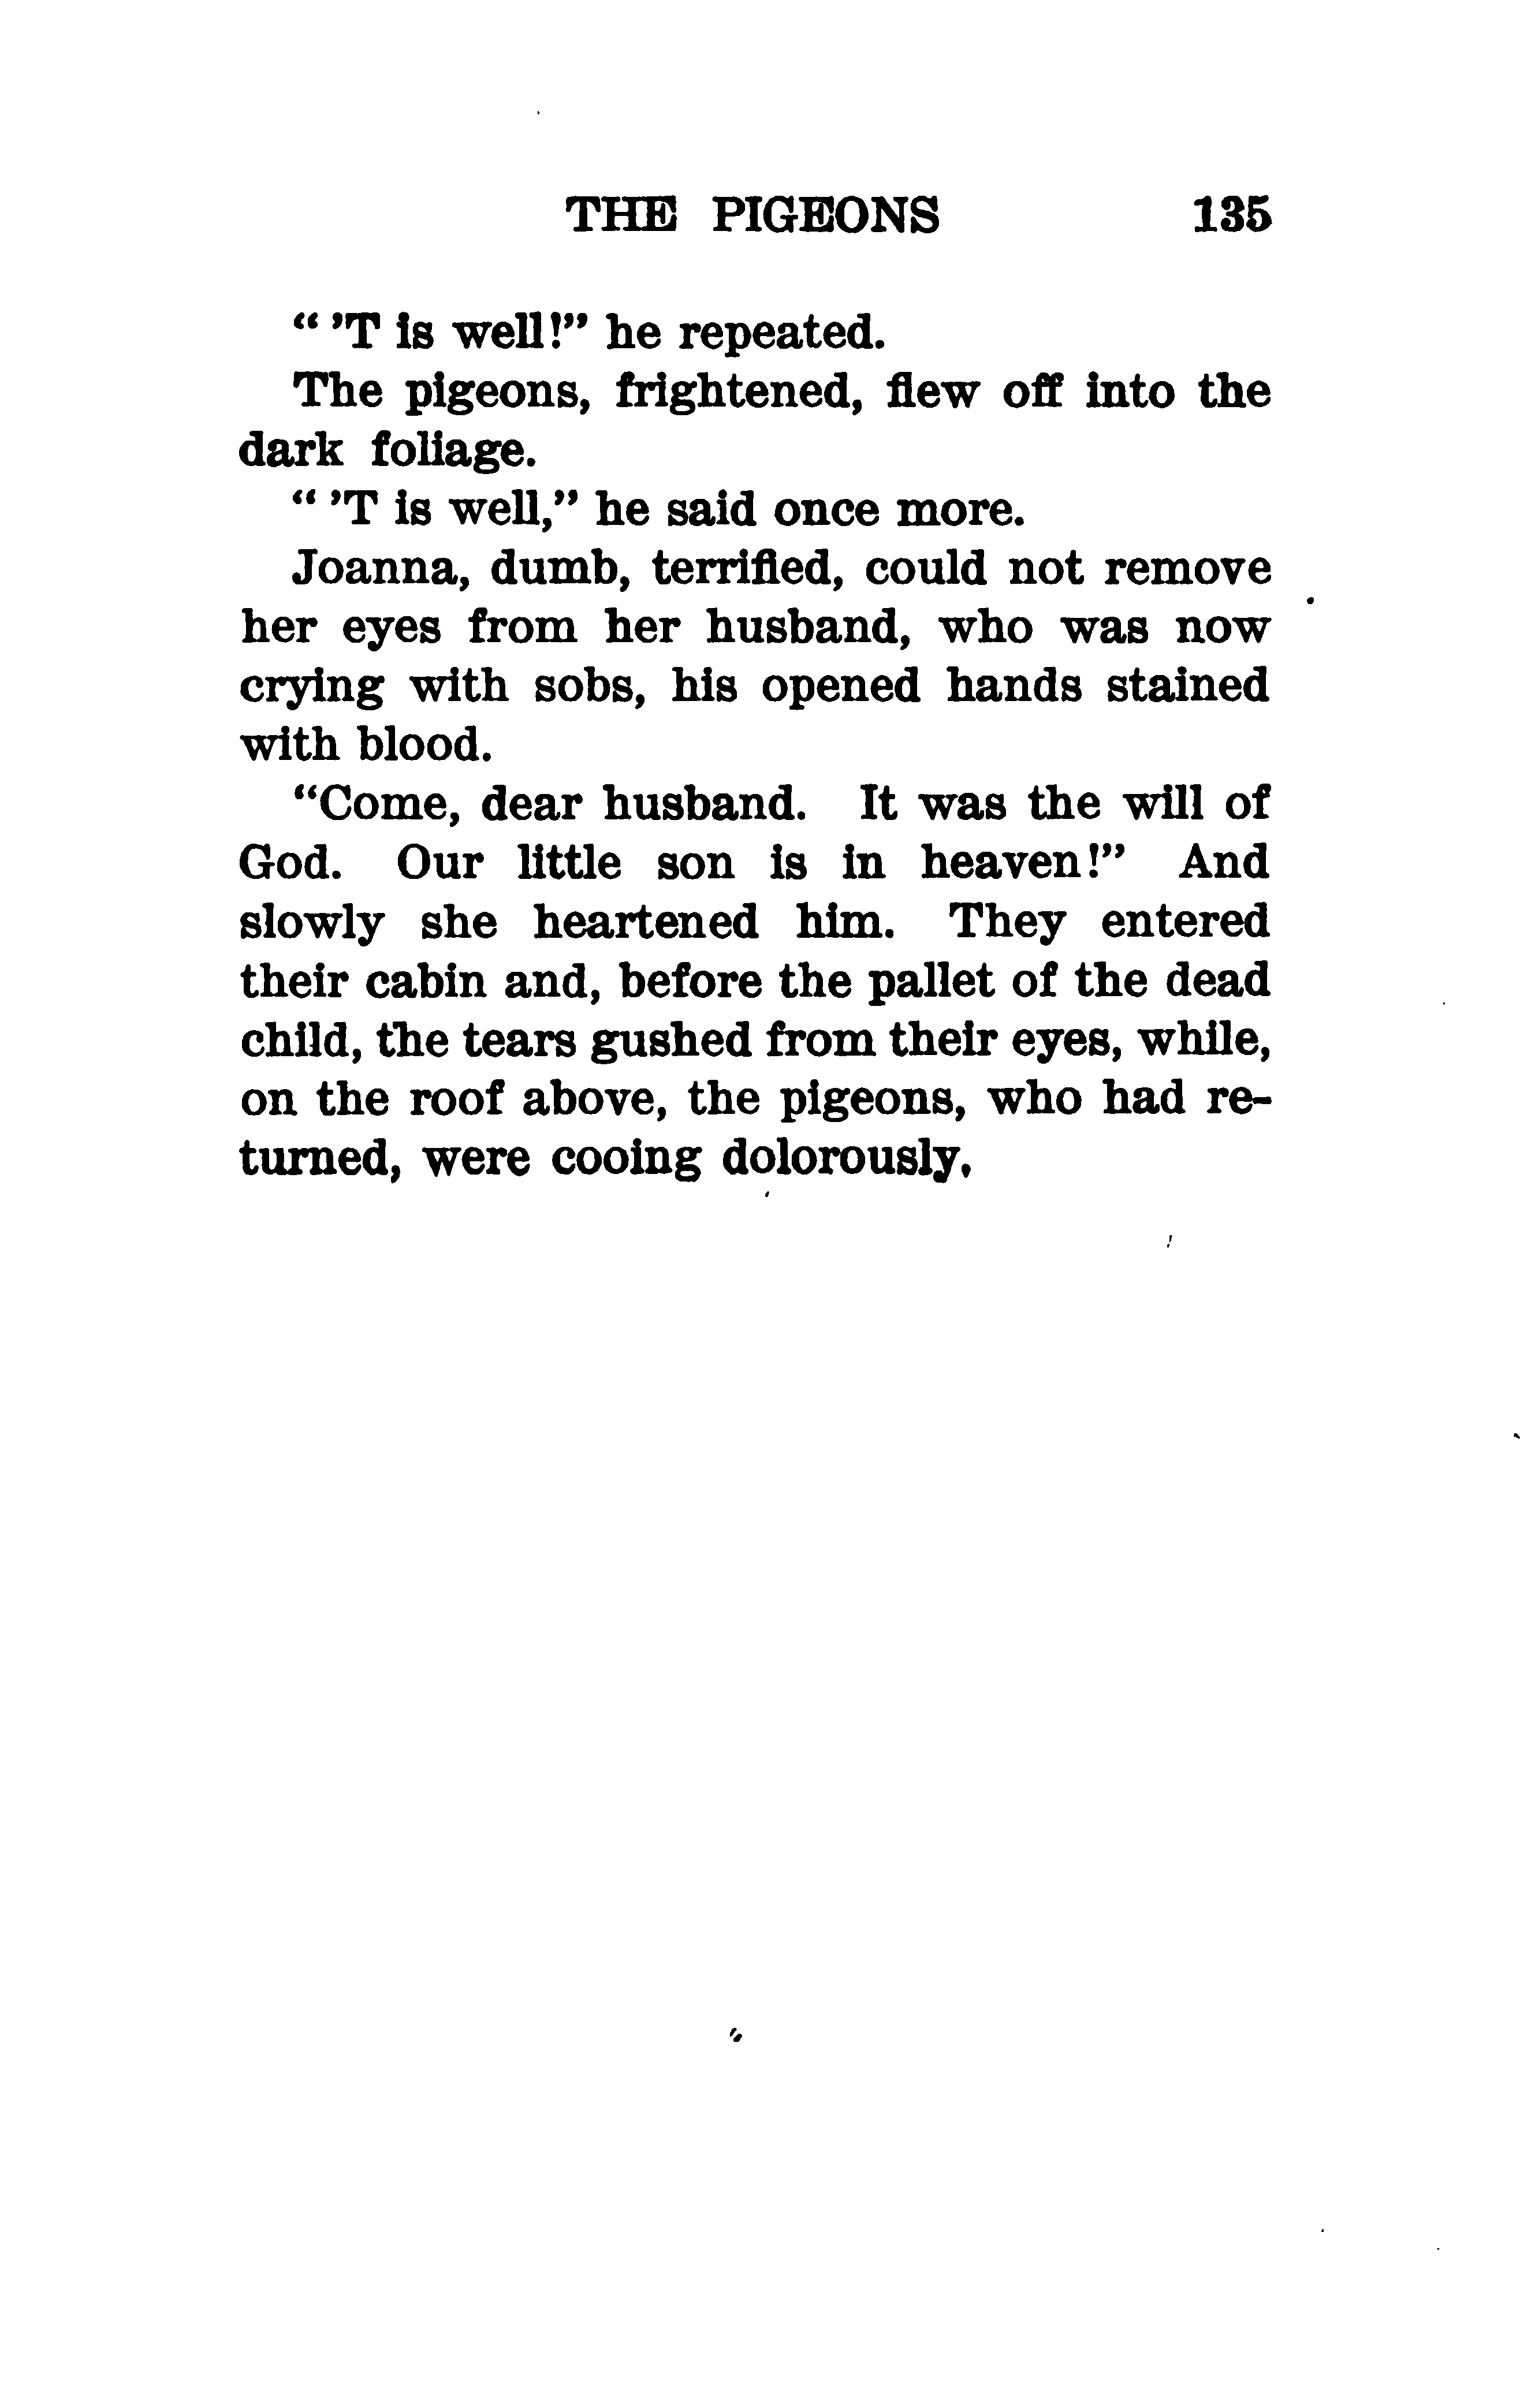 THE PIGEONS 135
“ ’T is well!” he repeated.
The pigeons, frightened, flew off into the
dark foliage.
“ ’T is well,” he said once more.
Joanna, dumb, terrified, could not remove
her eyes from her husband, who was now
crying with sobs, his opened hands stained
with blood.
“Come, dear husband. It was the will of
God. Our little son is in heaven!” And
slowly she heartened him. They entered
their cabin and, before the pallet of the dead
child, the tears gushed from their eyes, while,
on the roof above, the pigeons, who had re-
turned, were cooing dolorously.